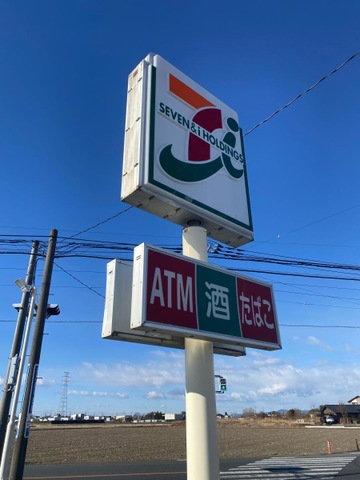 SEVEN & i HOLDINGS
ATM 酒 たばこ